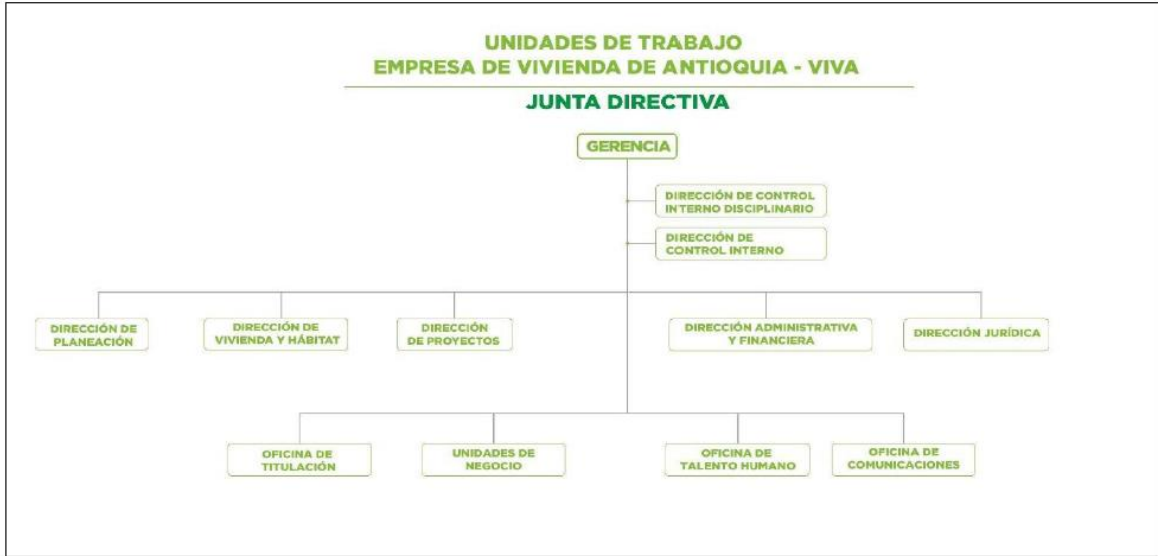 UNIDADES DE TRABAJO
EMPRESA DE VIVIENDA DE ANTIOQUIA - VIVA
JUNTA DIRECTIVA
GERENCIA
DIRECCIÓN DE CONTROL
INTERNO DISCIPLINARIO
DIRECCIÓN DE
CONTROL INTERNO
DIRECCIÓN DE
PLANEACIÓN
DIRECCIÓN DE
VIVIENDA Y HÁBITAT
DIRECCIÓN
DE PROYECTOS
DIRECCIÓN ADMINISTRATIVA
Y FINANCIERA
DIRECCIÓN JURÍDICA
OFICINA DE
TITULACIÓN
UNIDADES DE
NEGOCIO
OFICINA DE
TALENTO HUMANO
OFICINA DE
COMUNICACIONES